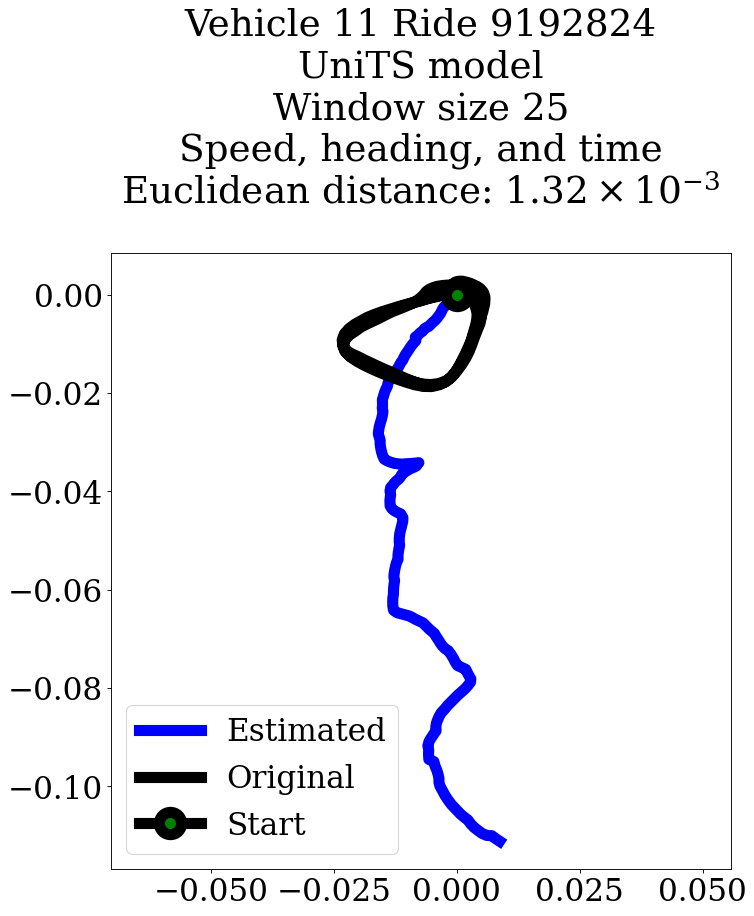 Vehicle 11 Ride 9192824
UniTS model
Window size 25
Speed, heading, and time
Euclidean distance: 1.32 × 10⁻³
0.00
−0.02
−0.04
−0.06
−0.08
−0.10
Estimated
Original
Start
−0.050 −0.025 0.000 0.025 0.050